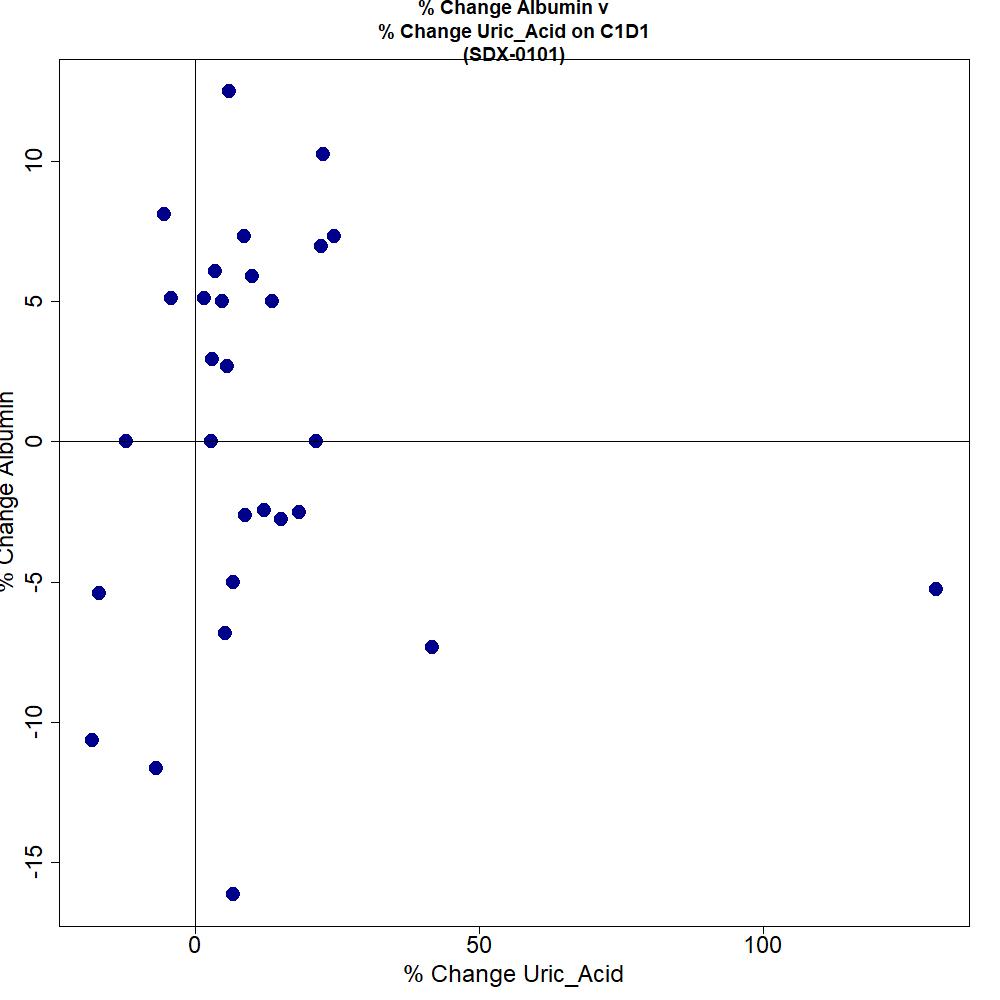 % Change Albumin v
% Change Uric_Acid on C1D1
(SDX-0101)
% Change Albumin
10
5
0
-5
-10
-15
0
50
100
% Change Uric_Acid